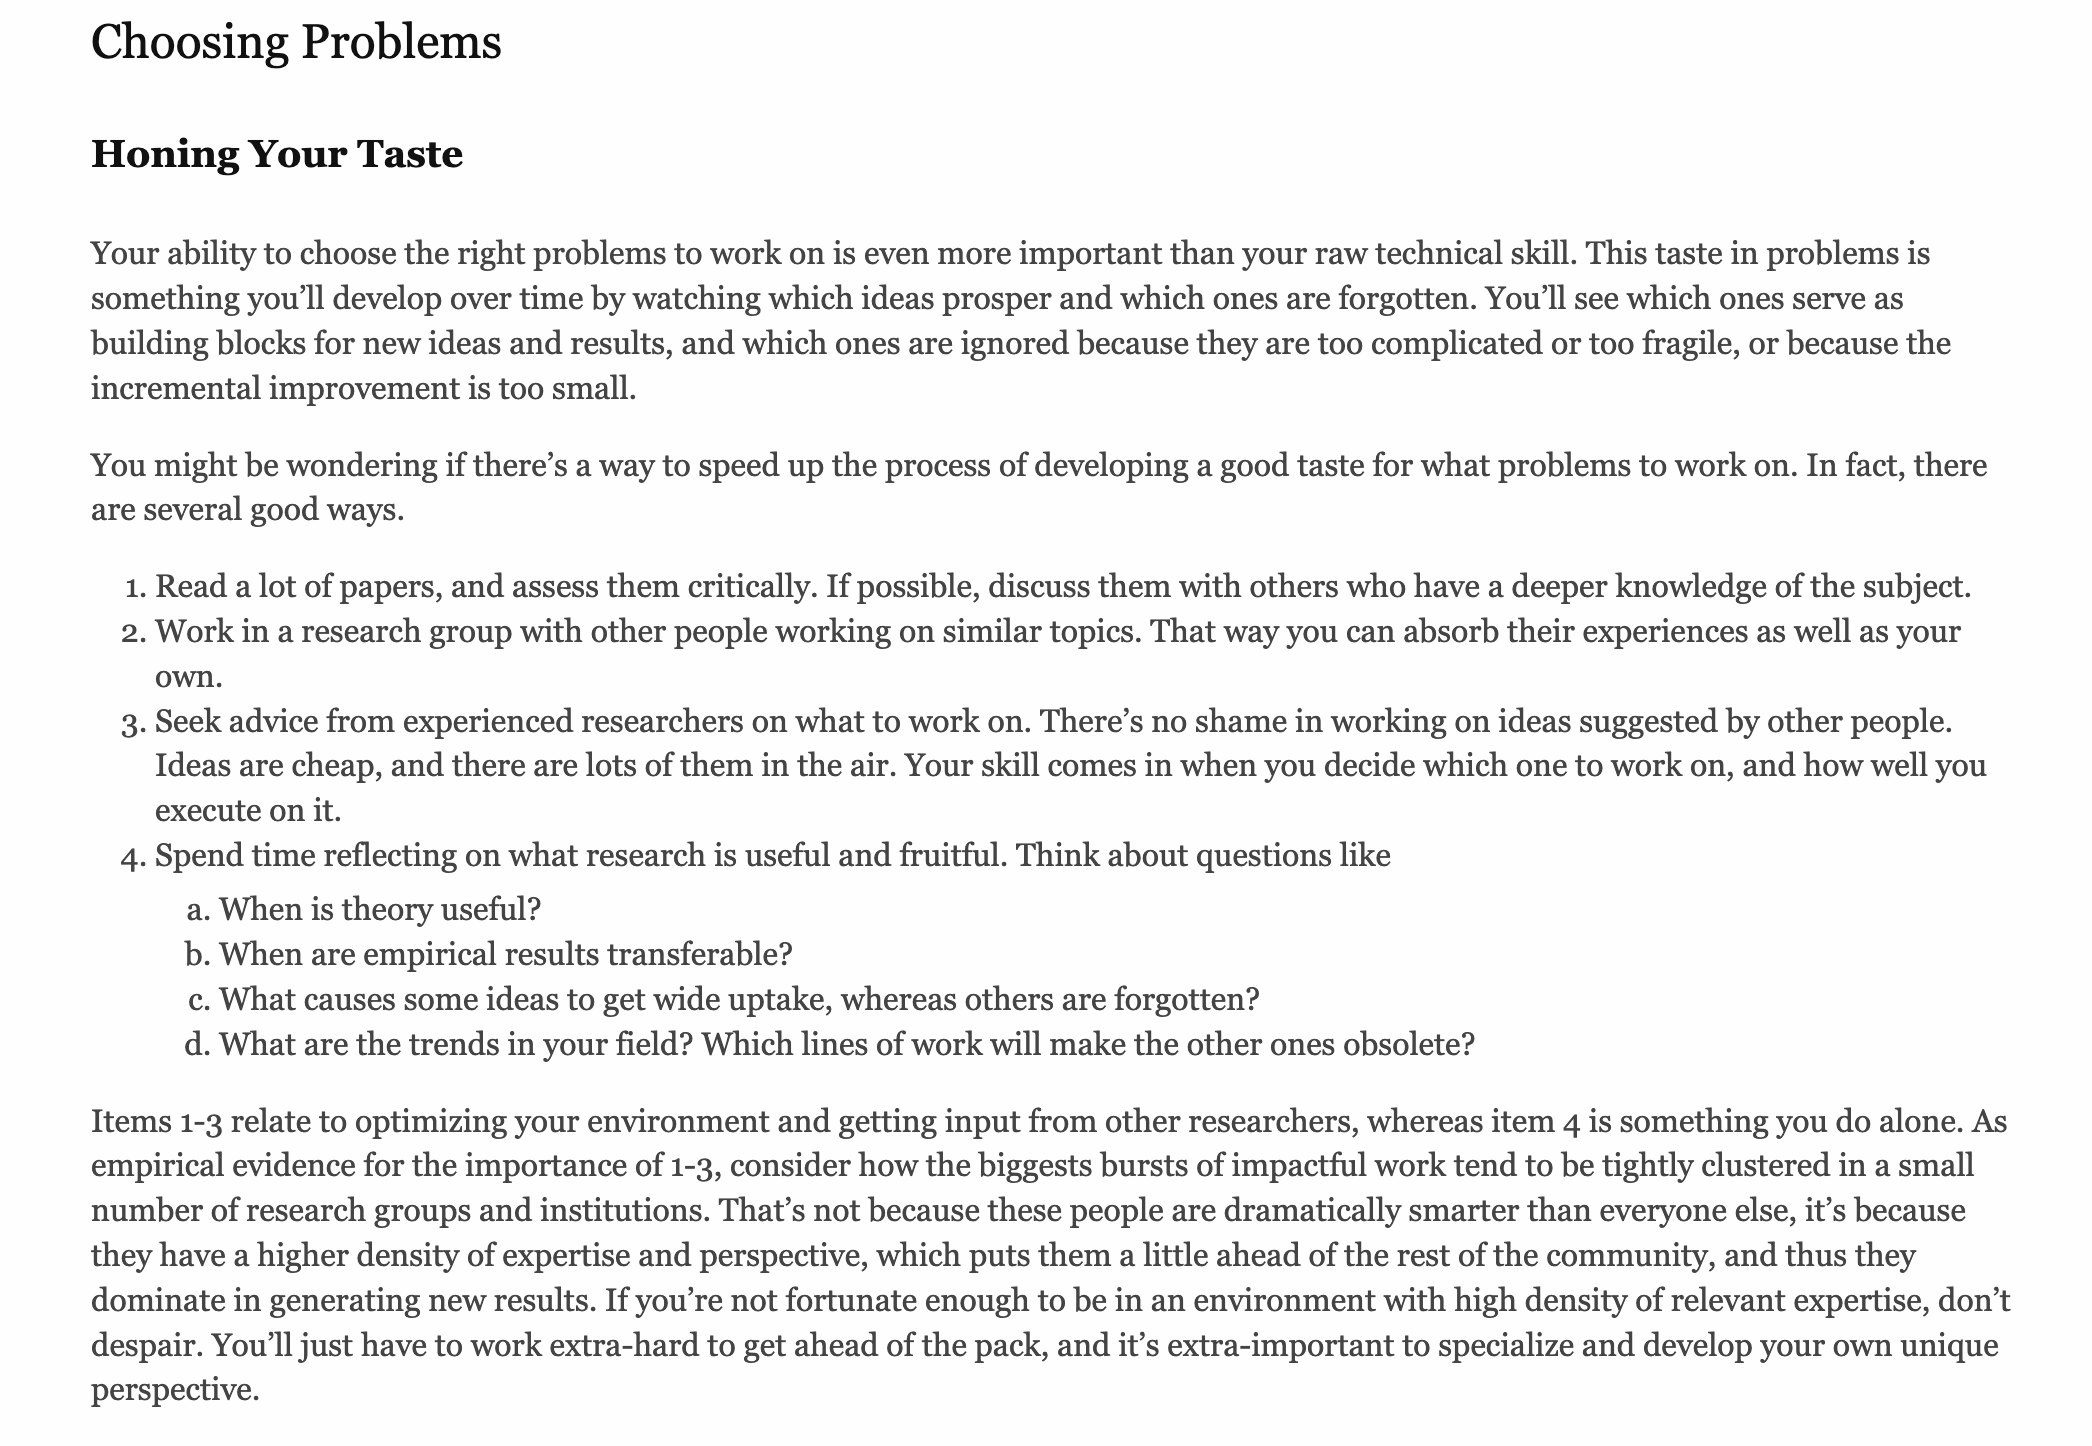 Choosing Problems
Honing Your Taste
Your ability to choose the right problems to work on is even more important than your raw technical skill. This taste in problems is
something you’ll develop over time by watching which ideas prosper and which ones are forgotten. You’ll see which ones serve as
building blocks for new ideas and results, and which ones are ignored because they are too complicated or too fragile, or because the
incremental improvement is too small.
You might be wondering if there’s a way to speed up the process of developing a good taste for what problems to work on. In fact, there
are several good ways.
1. Read a lot of papers, and assess them critically. If possible, discuss them with others who have a deeper knowledge of the subject.
2. Work in a research group with other people working on similar topics. That way you can absorb their experiences as well as your
own.
3. Seek advice from experienced researchers on what to work on. There’s no shame in working on ideas suggested by other people.
Ideas are cheap, and there are lots of them in the air. Your skill comes in when you decide which one to work on, and how well you
execute on it.
4. Spend time reflecting on what research is useful and fruitful. Think about questions like
a. When is theory useful?
b. When are empirical results transferable?
c. What causes some ideas to get wide uptake, whereas others are forgotten?
d. What are the trends in your field? Which lines of work will make the other ones obsolete?
Items 1-3 relate to optimizing your environment and getting input from other researchers, whereas item 4 is something you do alone. As
empirical evidence for the importance of 1-3, consider how the biggests bursts of impactful work tend to be tightly clustered in a small
number of research groups and institutions. That’s not because these people are dramatically smarter than everyone else, it’s because
they have a higher density of expertise and perspective, which puts them a little ahead of the rest of the community, and thus they
dominate in generating new results. If you’re not fortunate enough to be in an environment with high density of relevant expertise, don’t
despair. You’ll just have to work extra-hard to get ahead of the pack, and it’s extra-important to specialize and develop your own unique
perspective.